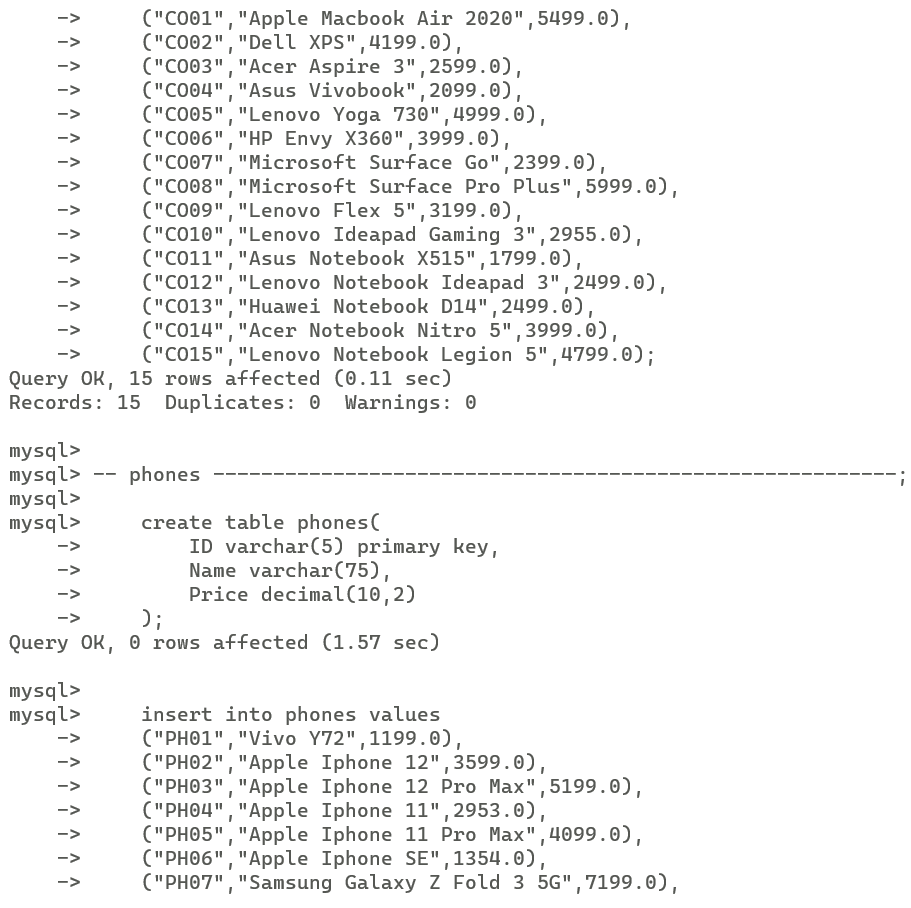 ->     ("CO01","Apple Macbook Air 2020",5499.0),
    ->     ("CO02","Dell XPS",4199.0),
    ->     ("CO03","Acer Aspire 3",2599.0),
    ->     ("CO04","Asus Vivobook",2099.0),
    ->     ("CO05","Lenovo Yoga 730",4999.0),
    ->     ("CO06","HP Envy X360",3999.0),
    ->     ("CO07","Microsoft Surface Go",2399.0),
    ->     ("CO08","Microsoft Surface Pro Plus",5999.0),
    ->     ("CO09","Lenovo Flex 5",3199.0),
    ->     ("CO10","Lenovo Ideapad Gaming 3",2955.0),
    ->     ("CO11","Asus Notebook X515",1799.0),
    ->     ("CO12","Lenovo Notebook Ideapad 3",2499.0),
    ->     ("CO13","Huawei Notebook D14",2499.0),
    ->     ("CO14","Acer Notebook Nitro 5",3999.0),
    ->     ("CO15","Lenovo Notebook Legion 5",4799.0);
Query OK, 15 rows affected (0.11 sec)
Records: 15  Duplicates: 0  Warnings: 0

mysql>
mysql> -- phones ---------------------------------------------------------;
mysql>
mysql>     create table phones(
    ->         ID varchar(5) primary key,
    ->         Name varchar(75),
    ->         Price decimal(10,2)
    ->     );
Query OK, 0 rows affected (1.57 sec)

mysql>
mysql>     insert into phones values
    ->     ("PH01","Vivo Y72",1199.0),
    ->     ("PH02","Apple Iphone 12",3599.0),
    ->     ("PH03","Apple Iphone 12 Pro Max",5199.0),
    ->     ("PH04","Apple Iphone 11",2953.0),
    ->     ("PH05","Apple Iphone 11 Pro Max",4099.0),
    ->     ("PH06","Apple Iphone SE",1354.0),
    ->     ("PH07","Samsung Galaxy Z Fold 3 5G",7199.0),